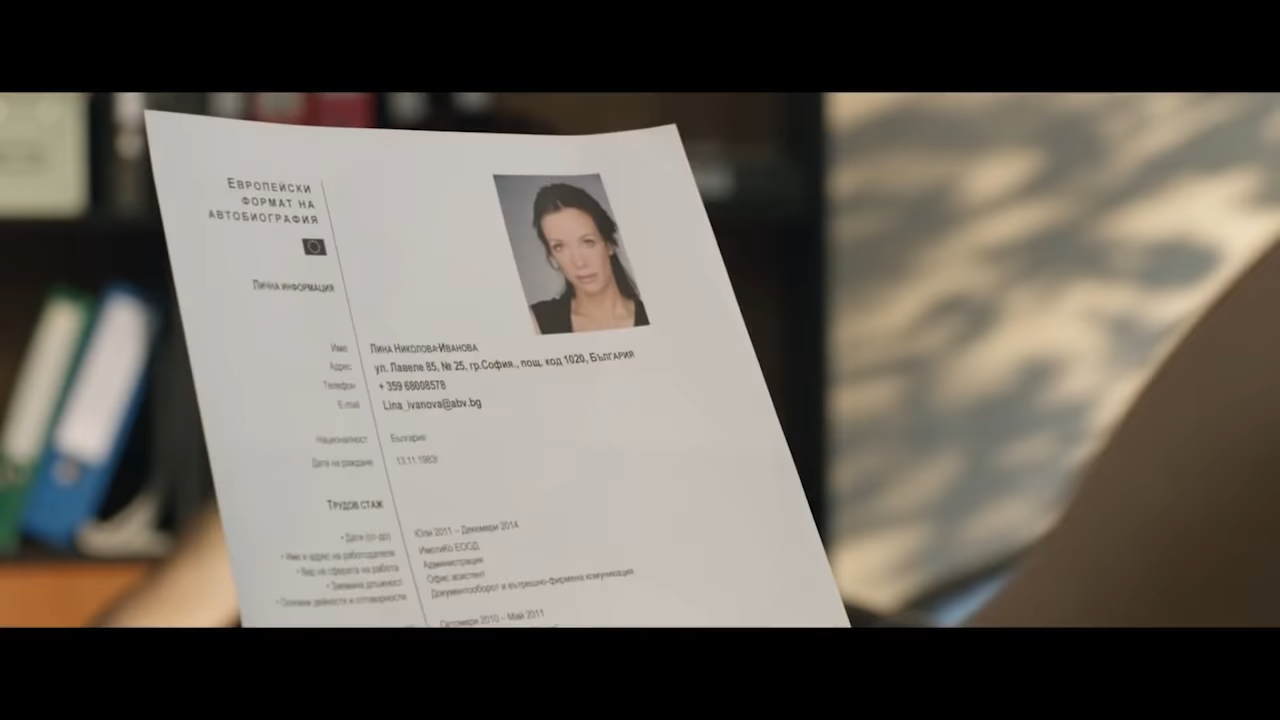 ЕВРОПЕЙСКИ
ФОРМАТ НА
АВТОБИОГРАФИЯ
ЛИЧНА ИНФОРМАЦИЯ
Име ЛИНА НИКОЛОВА-ИВАНОВА
Адрес ул. Павеле 85, № 25, гр.София., пощ. код 1020, БЪЛГАРИЯ
Телефон + 359 68008578
E-mail Lina_ivanova@abv.bg
Националност България
Дата на раждане 13.11.1983г
ТРУДОВ СТАЖ
• Дати (от-до) Юли 2011 – Декември 2014
• Име и адрес на работодателя ИмотиКо ЕООД
• Вид на сферата на работа Администрация
• Заемана длъжност Офис асистент
• Основни дейности и отговорности Документооборот и вътрешно-фирмена комуникация
Октомври 2010 – Май 2011